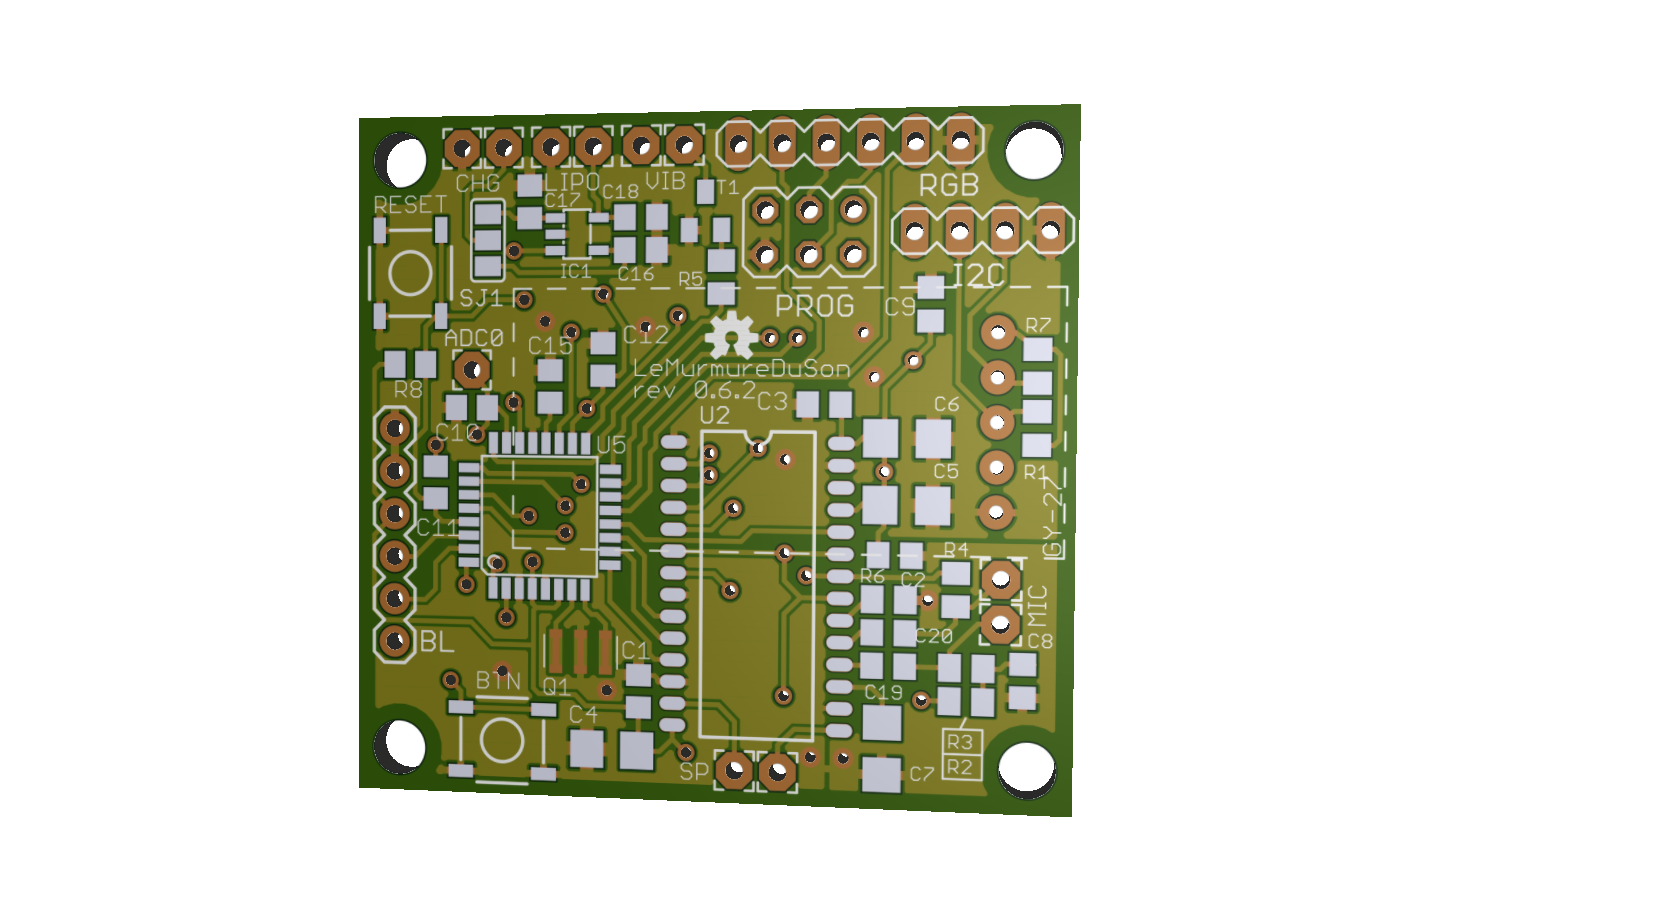 CHG
LIPO
VIB
T1
RGB
RESET
C17
C18
IC1
C16
R5
I2C
SJ1
PROG
C9
R7
ADC0
C15
C12
LeMurmureDuSon
rev 0.6.2
R8
C3
C6
U2
C10
U5
C5
R1
GY-27
C11
R4
R6
C2
MIC
C20
C8
BL
C1
BTN
Q1
C19
C4
R3
R2
SP
C7